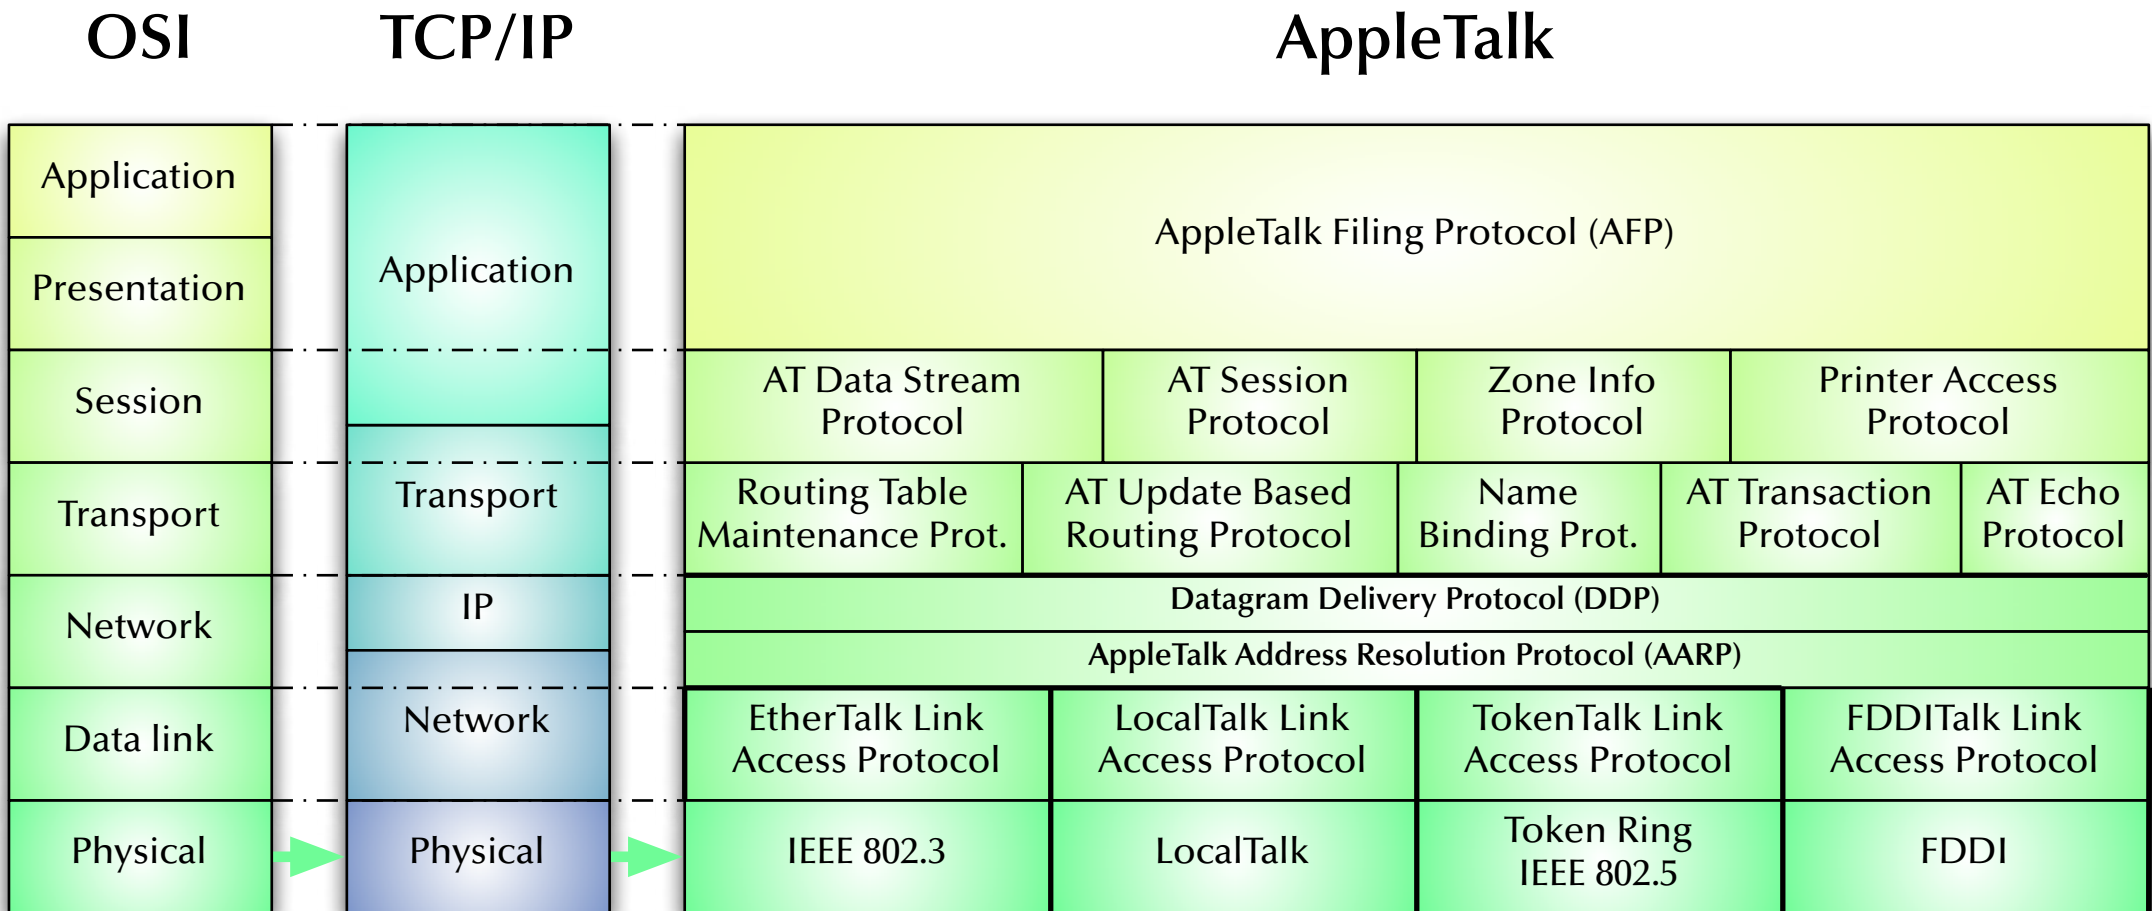 OSI
TCP/IP
AppleTalk
Application
Presentation
Session
Transport
Network
Data link
Physical
Application
Transport
IP
Network
Physical
AppleTalk Filing Protocol (AFP)
AT Data Stream
Protocol
AT Session
Protocol
Zone Info
Protocol
Printer Access
Protocol
Routing Table
Maintenance Prot.
AT Update Based
Routing Protocol
Name
Binding Prot.
AT Transaction
Protocol
AT Echo
Protocol
Datagram Delivery Protocol (DDP)
AppleTalk Address Resolution Protocol (AARP)
EtherTalk Link
Access Protocol
LocalTalk Link
Access Protocol
TokenTalk Link
Access Protocol
FDDITalk Link
Access Protocol
IEEE 802.3
LocalTalk
Token Ring
IEEE 802.5
FDDI